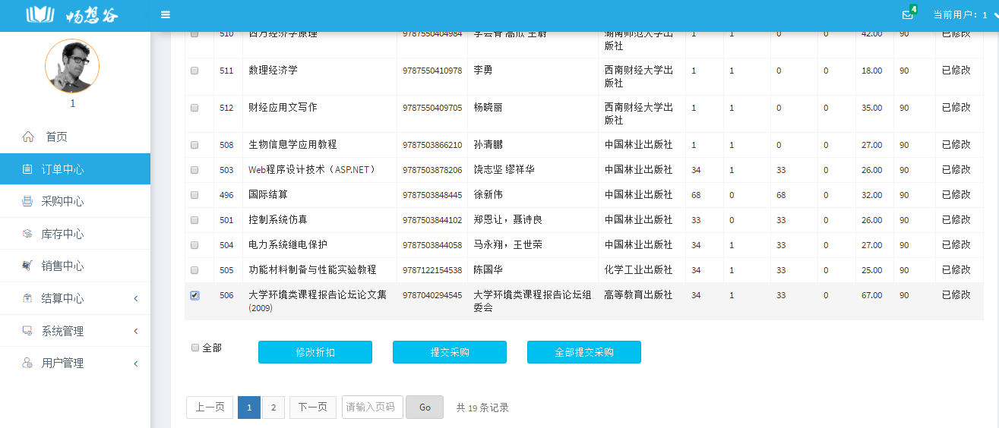 畅想谷
4
当前用户：1
1
首页
订单中心
采购中心
库存中心
销售中心
结算中心
系统管理
用户管理
510 西方经济学原理 9787550404984 李会青 高欣 王蔚 湖南师范大学出版社 1 1 0 0 42.00 90 已修改
511 数理经济学 9787550410978 李勇 西南财经大学出版社 1 1 0 0 18.00 90 已修改
512 财经应用文写作 9787550409705 杨晓丽 西南财经大学出版社 1 1 0 0 35.00 90 已修改
508 生物信息学应用教程 9787503866210 孙清鹏 中国林业出版社 1 1 0 0 27.00 90 已修改
503 Web程序设计技术（ASP.NET） 9787503878206 饶志坚 缪祥华 中国林业出版社 34 1 33 0 26.00 90 已修改
496 国际结算 9787503848445 徐新伟 中国林业出版社 68 0 68 0 32.00 90 已修改
501 控制系统仿真 9787503844102 郑恩让，聂诗良 中国林业出版社 33 0 33 0 26.00 90 已修改
504 电力系统继电保护 9787503844058 马永翔，王世荣 中国林业出版社 34 1 33 0 27.00 90 已修改
505 功能材料制备与性能实验教程 9787122154538 陈国华 化学工业出版社 34 1 33 0 25.00 90 已修改
506 大学环境类课程报告论坛论文集(2009) 9787040294545 大学环境类课程报告论坛组委会 高等教育出版社 34 1 33 0 67.00 90 已修改
全部 修改折扣 提交采购 全部提交采购
上一页 1 2 下一页 请输入页码 Go 共 19 条记录